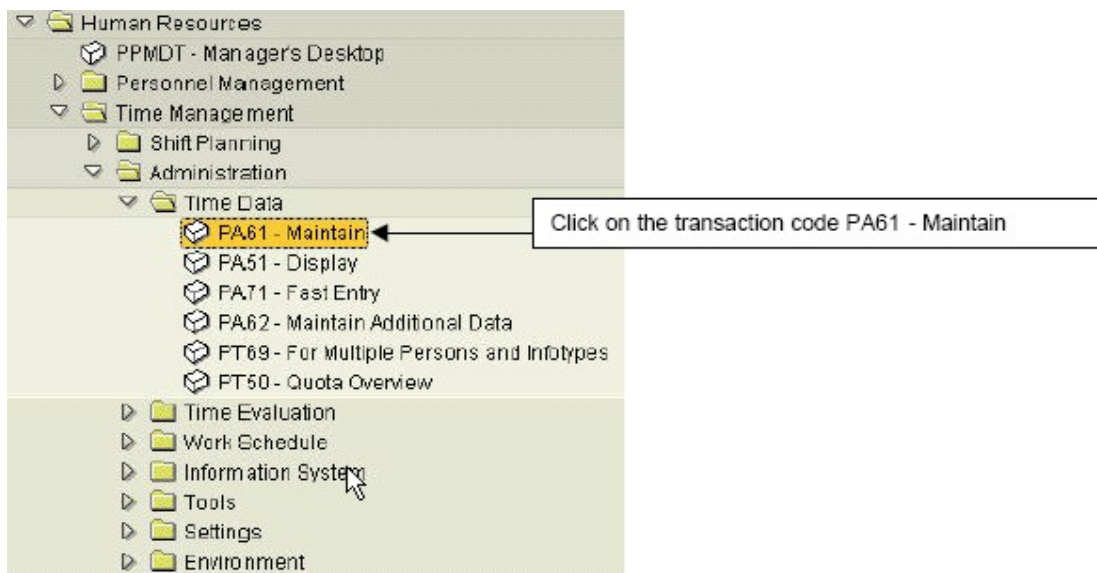 Human Resources
PPMDT - Manager's Desktop
Personnel Management
Time Management
Shift Planning
Administration
Time Data
PA61 - Maintain
Click on the transaction code PA61 - Maintain
PA51 - Display
PA71 - Fast Entry
PA62 - Maintain Additional Data
PT69 - For Multiple Persons and Infotypes
PT50 - Quota Overview
Time Evaluation
Work Schedule
Information System
Tools
Settings
Environment